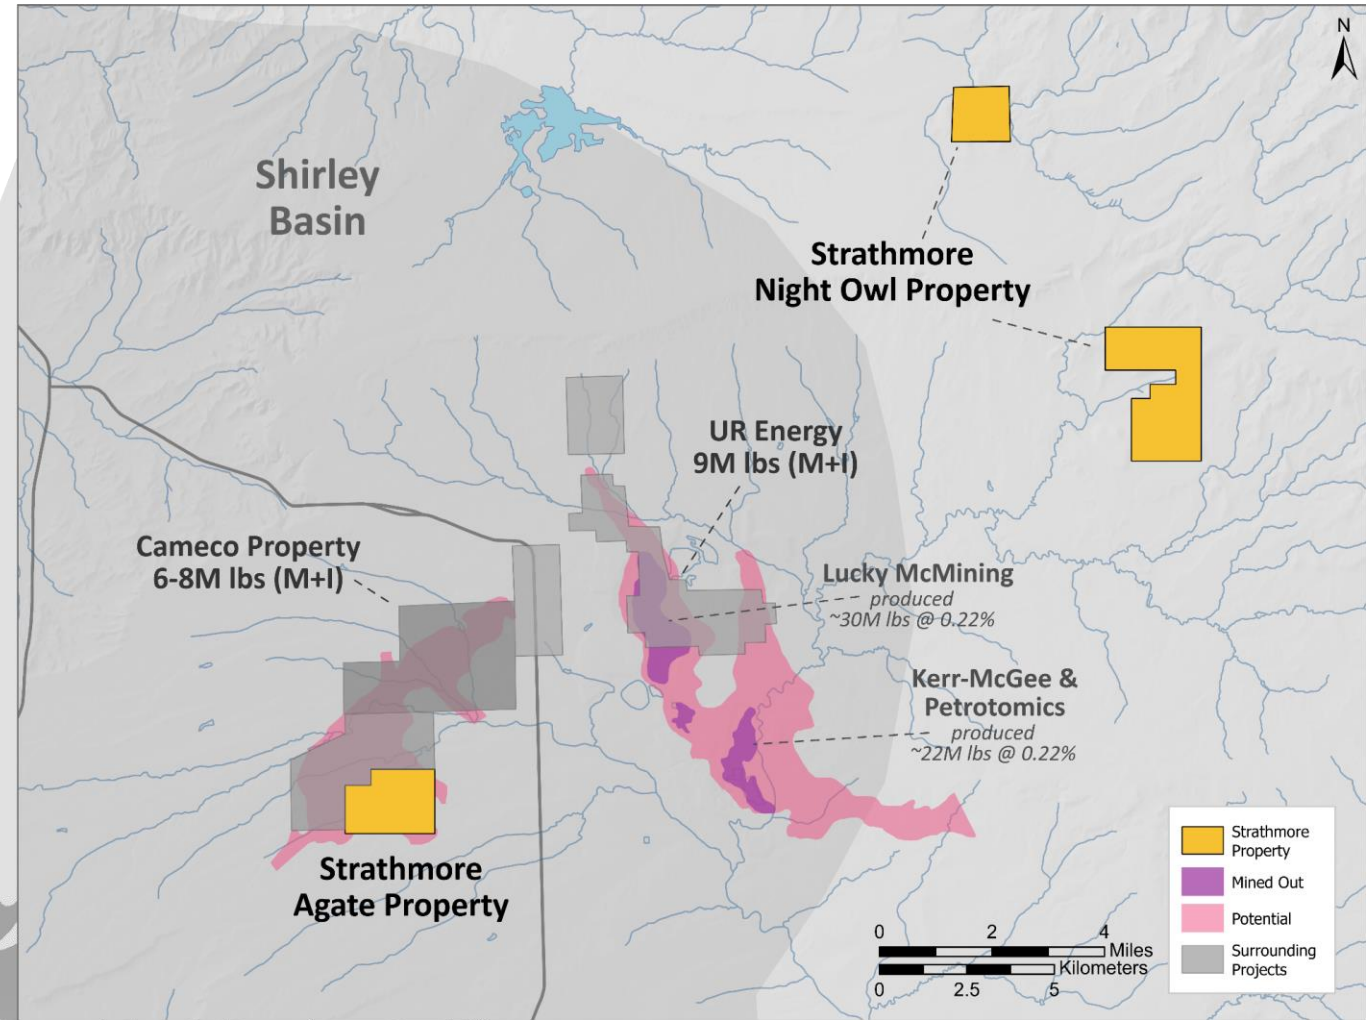 N
Shirley
Basin
Strathmore
Night Owl Property
UR Energy
9M lbs (M+I)
Cameco Property
6-8M lbs (M+I)
Lucky McMining
produced
~30M lbs @ 0.22%
Kerr-McGee &
Petrotomics
produced
~22M lbs @ 0.22%
Strathmore
Agate Property
Strathmore
Property
Mined Out
Potential
Surrounding
Projects
0 2 4
Miles
Kilometers
0 2.5 5